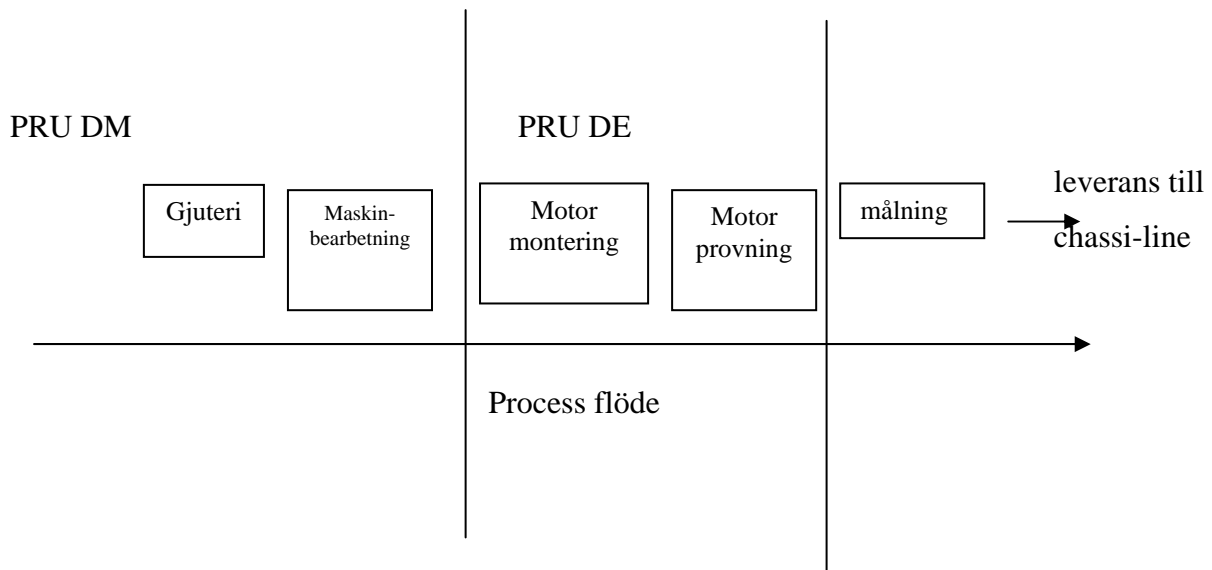 PRU DM
PRU DE
Gjuteri
Maskin-
bearbetning
Motor
montering
Motor
provning
målning
leverans till
chassi-line
Process flöde